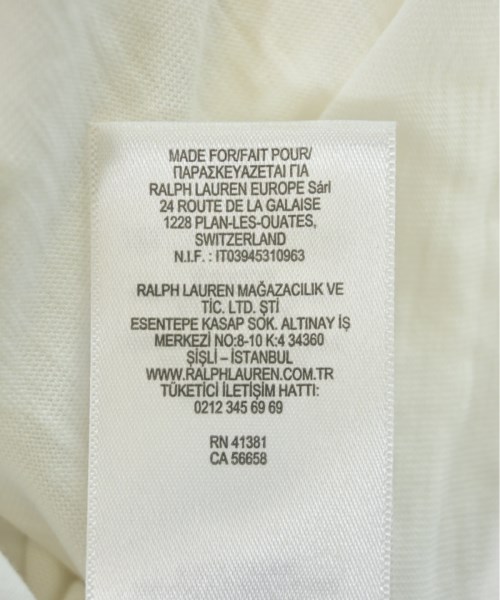 MADE FOR/FAIT POUR/
ΠΑΡΑΣΚΕΥΑΖΕΤΑΙ ΓΙΑ
RALPH LAUREN EUROPE Sárl
24 ROUTE DE LA GALAISE
1228 PLAN-LES-OUATES,
SWITZERLAND
N.I.F. : IT03945310963
RALPH LAUREN MAĞAZACILIK VE
TİC. LTD. ŞTİ
ESENTEPE KASAP SOK. ALTINAY İŞ
MERKEZİ NO:8-10 K:4 34360
ŞİŞLİ – İSTANBUL
WWW.RALPHLAUREN.COM.TR
TÜKETİCİ İLETİŞİM HATTI:
0212 345 69 69
RN 41381
CA 56658